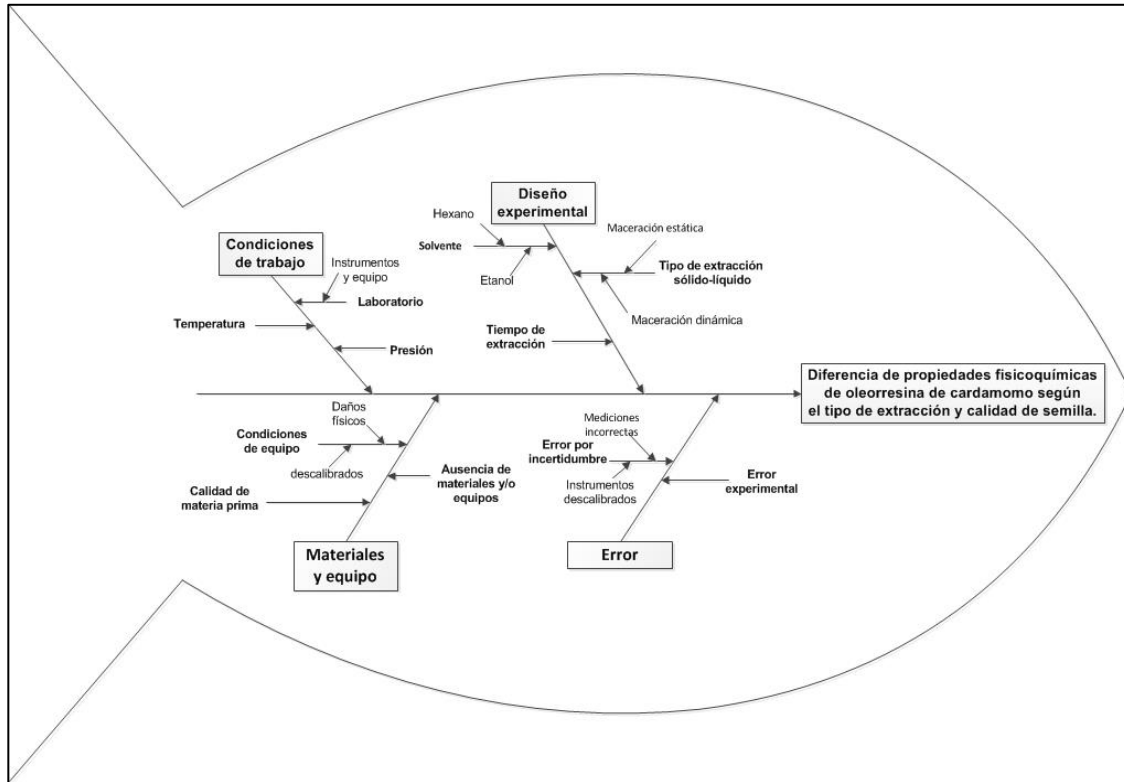 Diseño
experimental
Hexano
Solvente
Etanol
Maceración estática
Tipo de extracción
sólido-líquido
Maceración dinámica
Tiempo de
extracción
Condiciones
de trabajo
Instrumentos
y equipo
Laboratorio
Temperatura
Presión
Diferencia de propiedades fisicoquímicas
de oleorresina de cardamomo según
el tipo de extracción y calidad de semilla.
Daños
físicos
Condiciones
de equipo
descalibrados
Ausencia de
materiales y/o
equipos
Calidad de
materia prima
Materiales
y equipo
Mediciones
incorrectas
Error por
incertidumbre
Instrumentos
descalibrados
Error
experimental
Error